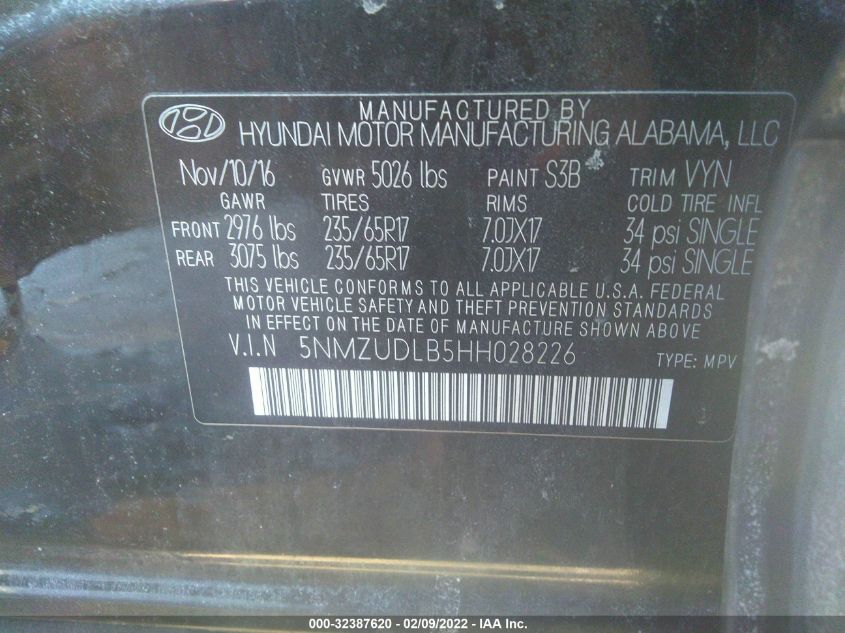 MANUFACTURED BY
HYUNDAI MOTOR MANUFACTURING ALABAMA, LLC
Nov/10/16 GVWR 5026 lbs PAINT S3B TRIM VYN
GAWR TIRES RIMS COLD TIRE INFL
FRONT 2976 lbs 235/65R17 7.0JX17 34 psi SINGLE
REAR 3075 lbs 235/65R17 7.0JX17 34 psi SINGLE
THIS VEHICLE CONFORMS TO ALL APPLICABLE U.S.A. FEDERAL
MOTOR VEHICLE SAFETY AND THEFT PREVENTION STANDARDS
IN EFFECT ON THE DATE OF MANUFACTURE SHOWN ABOVE
V.I.N 5NMZUDLB5HH028226 TYPE: MPV
000-32387620 - 02/09/2022 - IAA Inc.